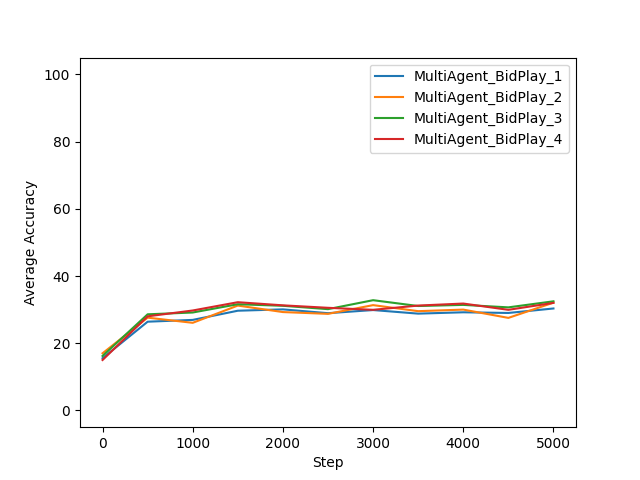 100
80
60
40
20
0
Average Accuracy
MultiAgent_BidPlay_1
MultiAgent_BidPlay_2
MultiAgent_BidPlay_3
MultiAgent_BidPlay_4
0 1000 2000 3000 4000 5000
Step